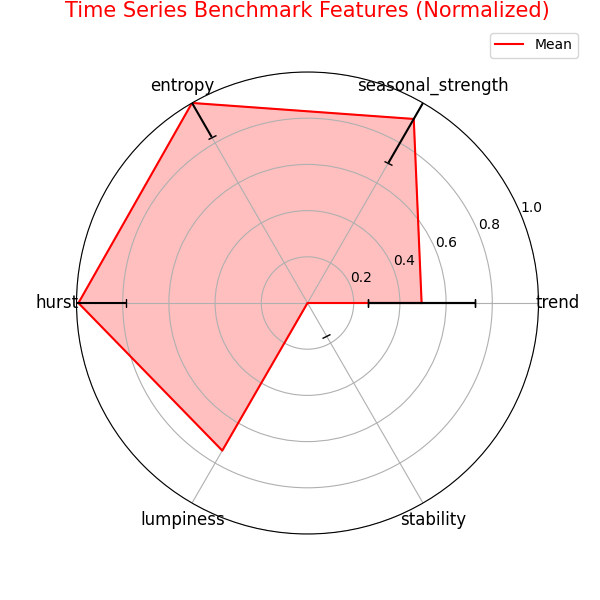 Time Series Benchmark Features (Normalized)
Mean
entropy
seasonal_strength
1.0
0.8
0.6
0.4
0.2
hurst
trend
lumpiness
stability